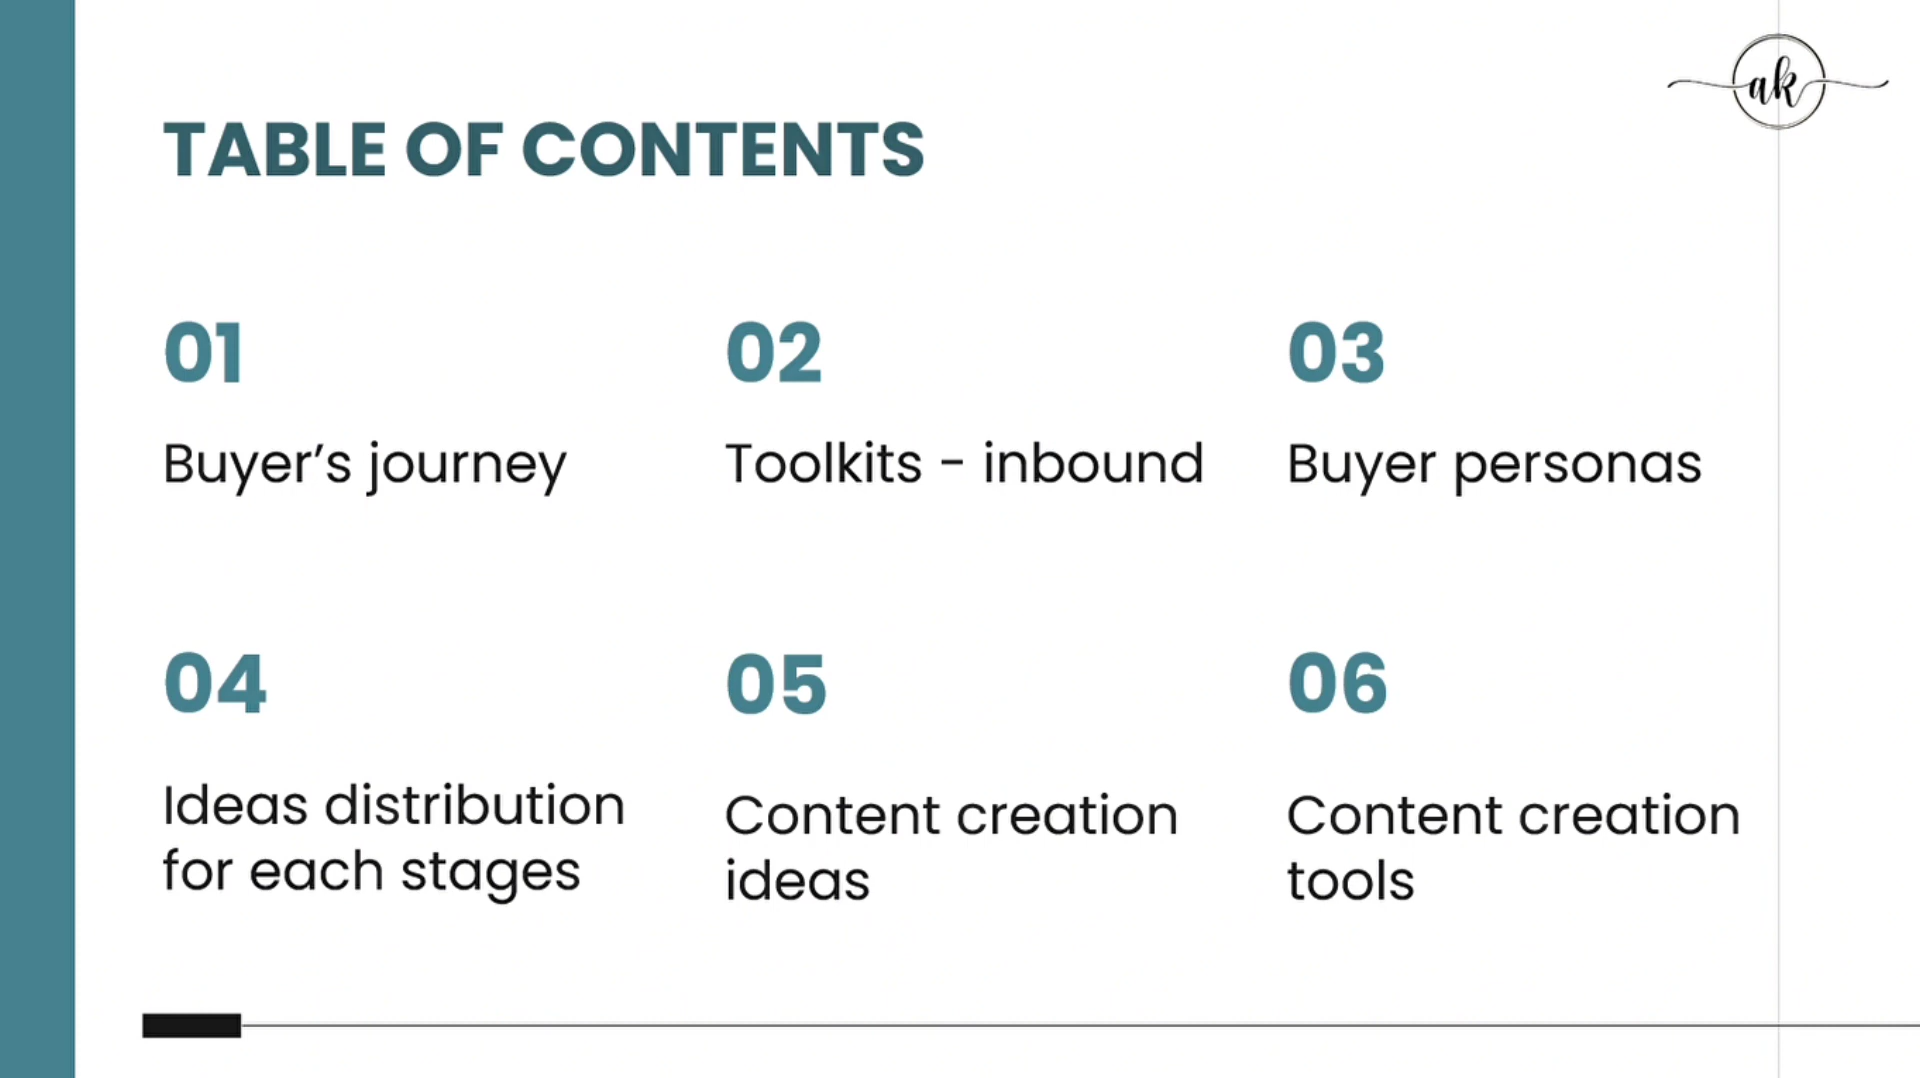 ak
TABLE OF CONTENTS
01
Buyer’s journey
02
Toolkits - inbound
03
Buyer personas
04
Ideas distribution
for each stages
05
Content creation
ideas
06
Content creation
tools